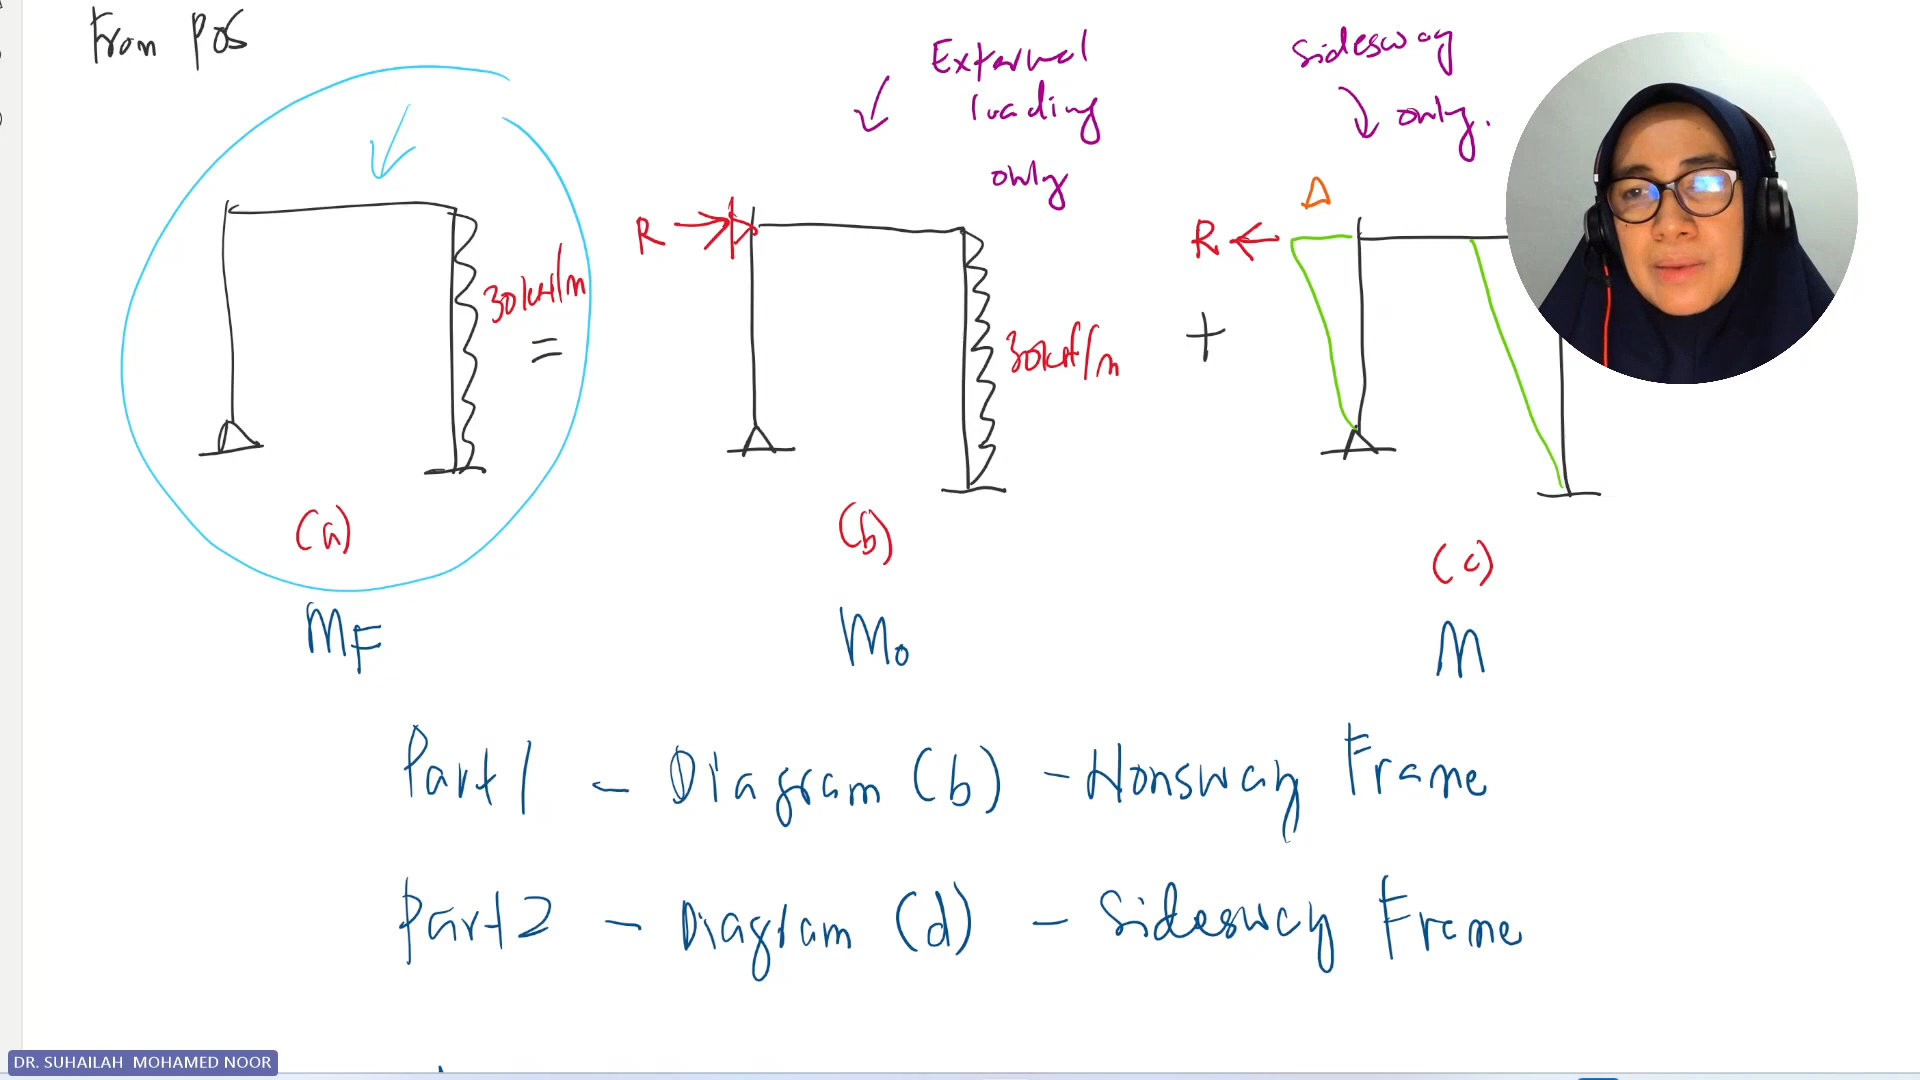 From POS
External
loading
only
Sidesway
only.
Δ
R
R
30kN/m
=
30kN/m
+
(a)
(b)
(c)
MF
Mo
M
Part 1 - Diagram (b) - Nonsway Frame
Part 2 - Diagram (d) - Sidesway Frame
DR. SUHAILAH MOHAMED NOOR